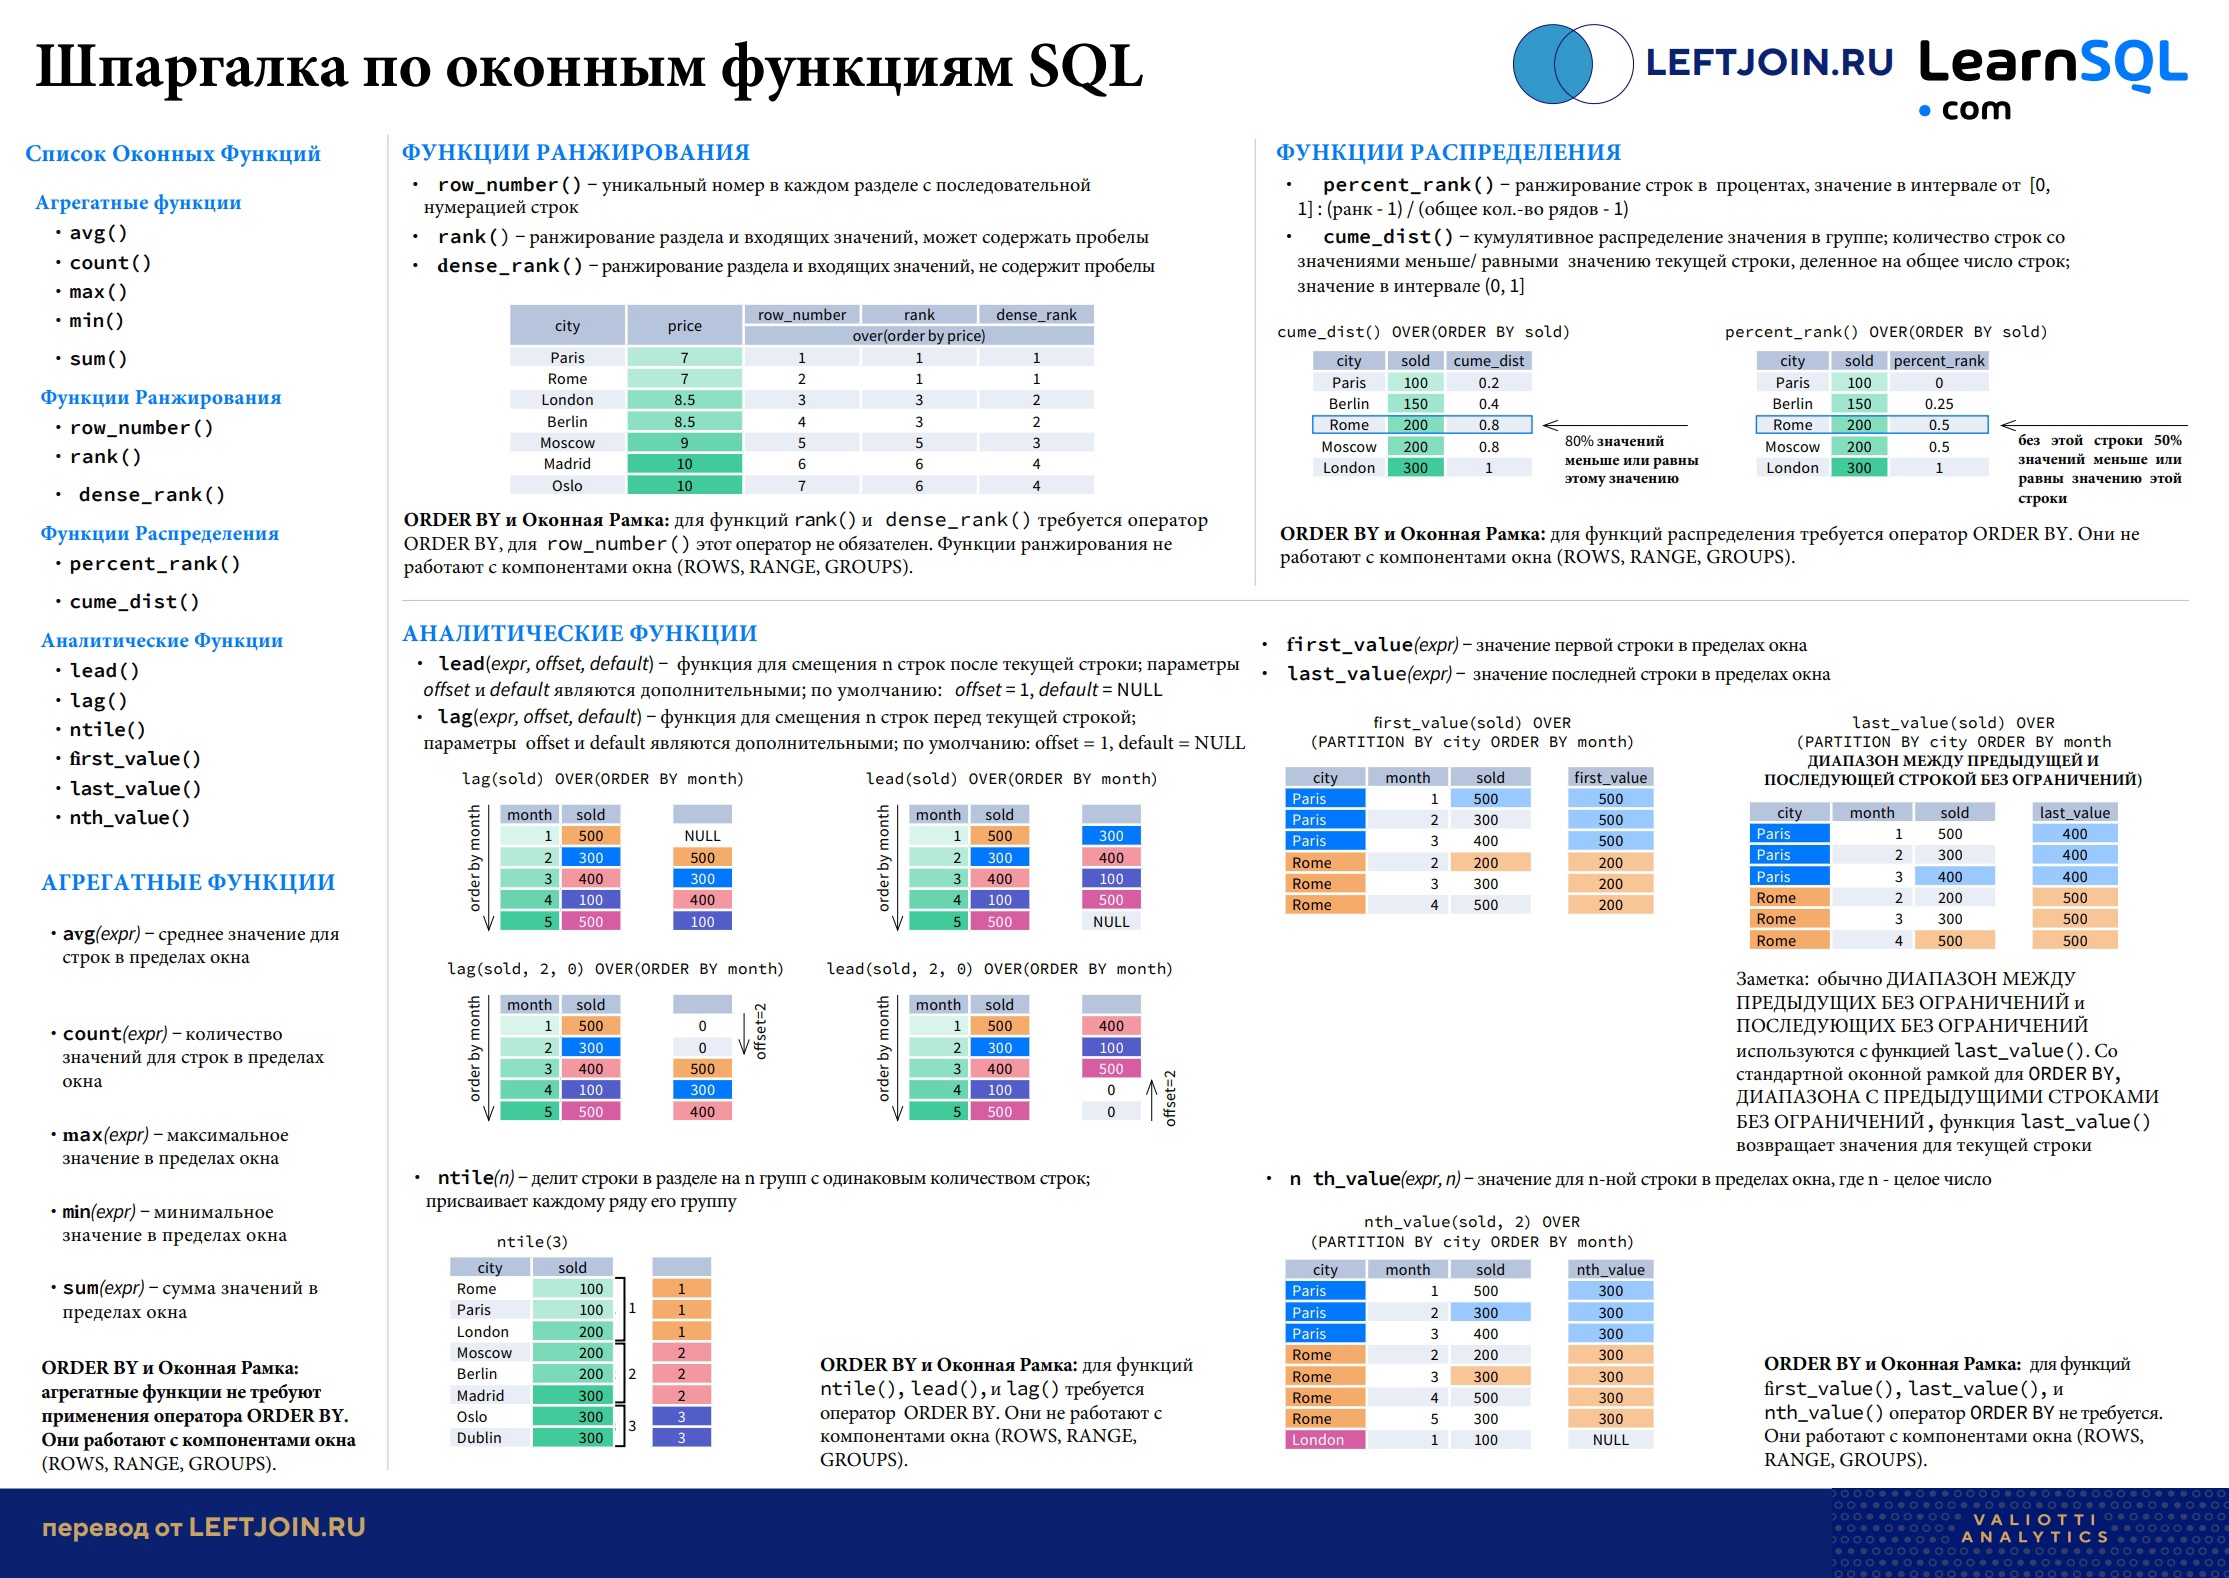 Шпаргалка по оконным функциям SQL
LEFTJOIN.RU
LearnSQL
• com
Список Оконных Функций
Агрегатные функции
• avg()
• count()
• max()
• min()
• sum()
Функции Ранжирования
• row_number()
• rank()
• dense_rank()
Функции Распределения
• percent_rank()
• cume_dist()
Аналитические Функции
• lead()
• lag()
• ntile()
• first_value()
• last_value()
• nth_value()
АГРЕГАТНЫЕ ФУНКЦИИ
• avg(expr) – среднее значение для
строк в пределах окна
• count(expr) – количество
значений для строк в пределах
окна
• max(expr) – максимальное
значение в пределах окна
• min(expr) – минимальное
значение в пределах окна
• sum(expr) – сумма значений в
пределах окна
ORDER BY и Оконная Рамка:
агрегатные функции не требуют
применения оператора ORDER BY.
Они работают с компонентами окна
(ROWS, RANGE, GROUPS).
ФУНКЦИИ РАНЖИРОВАНИЯ
• row_number() – уникальный номер в каждом разделе с последовательной
нумерацией строк
• rank() – ранжирование раздела и входящих значений, может содержать пробелы
• dense_rank() – ранжирование раздела и входящих значений, не содержит пробелы
city price row_number rank dense_rank
over(order by price)
Paris 7 1 1 1
Rome 7 2 1 1
London 8.5 3 3 2
Berlin 8.5 4 3 2
Moscow 9 5 5 3
Madrid 10 6 6 4
Oslo 10 7 6 4
ORDER BY и Оконная Рамка: для функций rank() и dense_rank() требуется оператор
ORDER BY, для row_number() этот оператор не обязателен. Функции ранжирования не
работают с компонентами окна (ROWS, RANGE, GROUPS).
ФУНКЦИИ РАСПРЕДЕЛЕНИЯ
• percent_rank() – ранжирование строк в процентах, значение в интервале от [0,
1] : (ранк - 1) / (общее кол.-во рядов - 1)
• cume_dist() – кумулятивное распределение значения в группе; количество строк со
значениями меньше/ равными значению текущей строки, деленное на общее число строк;
значение в интервале (0, 1]
cume_dist() OVER(ORDER BY sold)
city sold cume_dist
Paris 100 0.2
Berlin 150 0.4
Rome 200 0.8
Moscow 200 0.8
London 300 1
80% значений
меньше или равны
этому значению
percent_rank() OVER(ORDER BY sold)
city sold percent_rank
Paris 100 0
Berlin 150 0.25
Rome 200 0.5
Moscow 200 0.5
London 300 1
без этой строки 50%
значений меньше или
равны значению этой
строки
ORDER BY и Оконная Рамка: для функций распределения требуется оператор ORDER BY. Они не
работают с компонентами окна (ROWS, RANGE, GROUPS).
АНАЛИТИЧЕСКИЕ ФУНКЦИИ
• lead(expr, offset, default) – функция для смещения n строк после текущей строки; параметры
offset и default являются дополнительными; по умолчанию: offset = 1, default = NULL
• lag(expr, offset, default) – функция для смещения n строк перед текущей строкой;
параметры offset и default являются дополнительными; по умолчанию: offset = 1, default = NULL
lag(sold) OVER(ORDER BY month)
order by month
month sold
1 500 NULL
2 300 500
3 400 300
4 100 400
5 500 100
lead(sold) OVER(ORDER BY month)
order by month
month sold
1 500 300
2 300 400
3 400 100
4 100 500
5 500 NULL
lag(sold, 2, 0) OVER(ORDER BY month)
order by month
month sold
1 500 0
2 300 0
3 400 500
4 100 300
5 500 400
offset=2
lead(sold, 2, 0) OVER(ORDER BY month)
order by month
month sold
1 500 400
2 300 100
3 400 500
4 100 0
5 500 0
offset=2
• ntile(n) – делит строки в разделе на n групп с одинаковым количеством строк;
присваивает каждому ряду его группу
ntile(3)
city sold
Rome 100 1
Paris 100 1 1
London 200 1
Moscow 200 2
Berlin 200 2 2
Madrid 300 2
Oslo 300 3 3
Dublin 300 3
ORDER BY и Оконная Рамка: для функций
ntile(), lead(), и lag() требуется
оператор ORDER BY. Они не работают с
компонентами окна (ROWS, RANGE,
GROUPS).
• first_value(expr) – значение первой строки в пределах окна
• last_value(expr) – значение последней строки в пределах окна
first_value(sold) OVER
(PARTITION BY city ORDER BY month)
city month sold first_value
Paris 1 500 500
Paris 2 300 500
Paris 3 400 500
Rome 2 200 200
Rome 3 300 200
Rome 4 500 200
last_value(sold) OVER
(PARTITION BY city ORDER BY month
ДИАПАЗОН МЕЖДУ ПРЕДЫДУЩЕЙ И
ПОСЛЕДУЮЩЕЙ СТРОКОЙ БЕЗ ОГРАНИЧЕНИЙ)
city month sold last_value
Paris 1 500 400
Paris 2 300 400
Paris 3 400 400
Rome 2 200 500
Rome 3 300 500
Rome 4 500 500
Заметка: обычно ДИАПАЗОН МЕЖДУ
ПРЕДЫДУЩИХ БЕЗ ОГРАНИЧЕНИЙ и
ПОСЛЕДУЮЩИХ БЕЗ ОГРАНИЧЕНИЙ
используются с функцией last_value(). Со
стандартной оконной рамкой для ORDER BY,
ДИАПАЗОНА С ПРЕДЫДУЩИМИ СТРОКАМИ
БЕЗ ОГРАНИЧЕНИЙ, функция last_value()
возвращает значения для текущей строки
• n th_value(expr, n) – значение для n-ной строки в пределах окна, где n - целое число
nth_value(sold, 2) OVER
(PARTITION BY city ORDER BY month)
city month sold nth_value
Paris 1 500 300
Paris 2 300 300
Paris 3 400 300
Rome 2 200 300
Rome 3 300 300
Rome 4 500 300
Rome 5 300 300
London 1 100 NULL
ORDER BY и Оконная Рамка: для функций
first_value(), last_value(), и
nth_value() оператор ORDER BY не требуется.
Они работают с компонентами окна (ROWS,
RANGE, GROUPS).
перевод от LEFTJOIN.RU
VALIOTTI
ANALYTICS